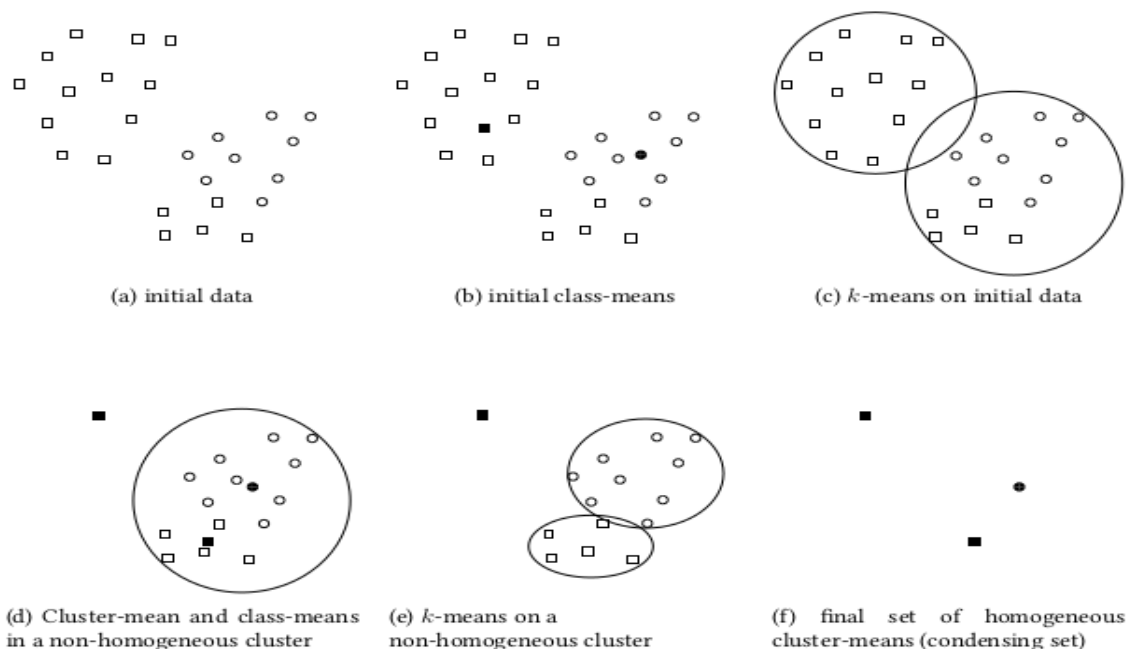 (a) initial data
(b) initial class-means
(c) k-means on initial data
(d) Cluster-mean and class-means
in a non-homogeneous cluster
(e) k-means on a
non-homogeneous cluster
(f) final set of homogeneous
cluster-means (condensing set)